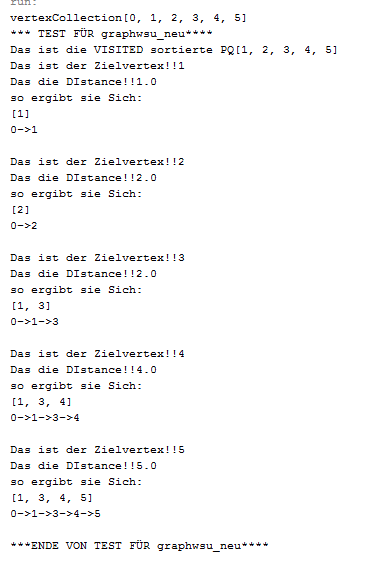 run:
vertexCollection[0, 1, 2, 3, 4, 5]
*** TEST FÜR graphwsu_neu****
Das ist die VISITED sortierte PQ[1, 2, 3, 4, 5]
Das ist der Zielvertex!!1
Das die DIstance!!1.0
so ergibt sie Sich:
[1]
0->1
Das ist der Zielvertex!!2
Das die DIstance!!2.0
so ergibt sie Sich:
[2]
0->2
Das ist der Zielvertex!!3
Das die DIstance!!2.0
so ergibt sie Sich:
[1, 3]
0->1->3
Das ist der Zielvertex!!4
Das die DIstance!!4.0
so ergibt sie Sich:
[1, 3, 4]
0->1->3->4
Das ist der Zielvertex!!5
Das die DIstance!!5.0
so ergibt sie Sich:
[1, 3, 4, 5]
0->1->3->4->5
***ENDE VON TEST FÜR graphwsu_neu****